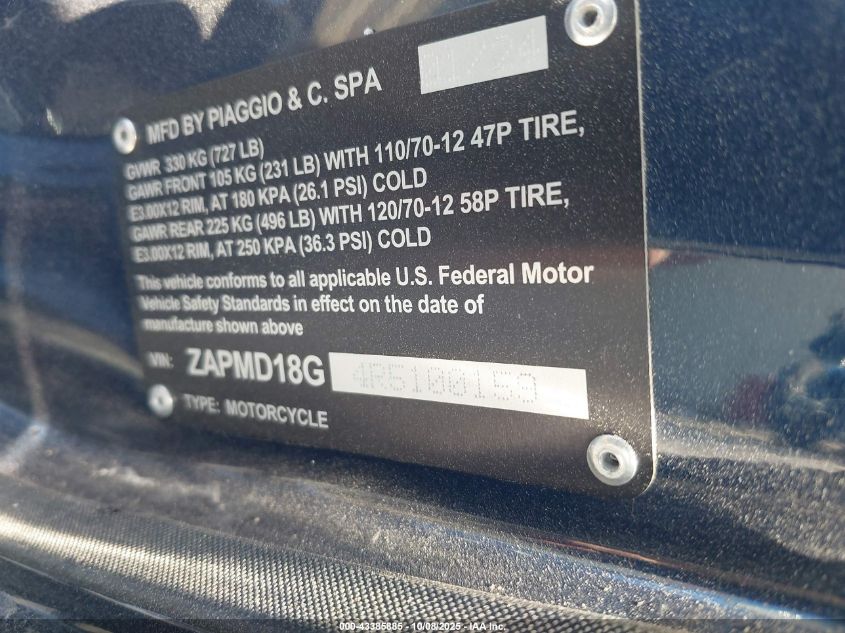 MFD BY PIAGGIO & C. SPA
GVWR 330 KG (727 LB)
GAWR FRONT 105 KG (231 LB) WITH 110/70-12 47P TIRE,
E3.00X12 RIM, AT 180 KPA (26.1 PSI) COLD
GAWR REAR 225 KG (496 LB) WITH 120/70-12 58P TIRE,
E3.00X12 RIM, AT 250 KPA (36.3 PSI) COLD
This vehicle conforms to all applicable U.S. Federal Motor
Vehicle Safety Standards in effect on the date of
manufacture shown above
VIN: ZAPMD18G 4R5100159
TYPE: MOTORCYCLE
000-43385885 - 10/08/2025 - IAA Inc.